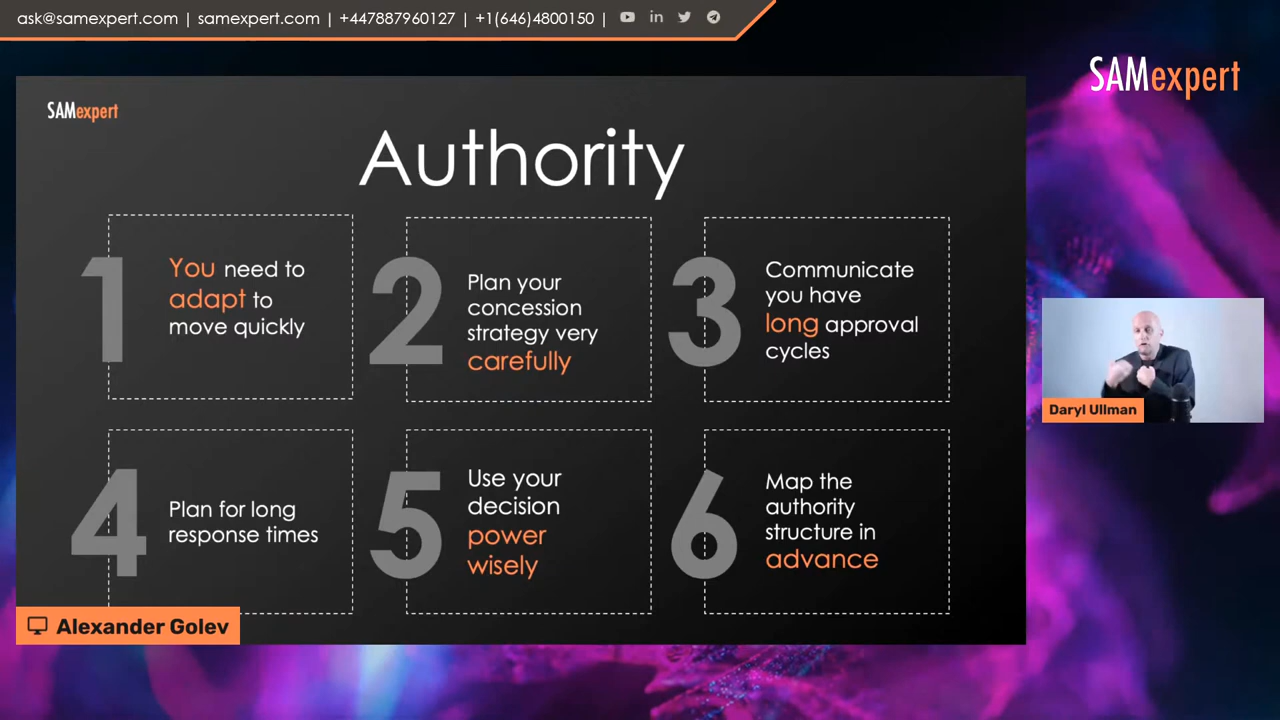 ask@samexpert.com | samexpert.com | +447887960127 | +1(646)4800150 |
SAMexpert
SAMexpert
Authority
1
You need to
adapt to
move quickly
2
Plan your
concession
strategy very
carefully
3
Communicate
you have
long approval
cycles
4
Plan for long
response times
5
Use your
decision
power
wisely
6
Map the
authority
structure in
advance
Daryl Ullman
Alexander Golev